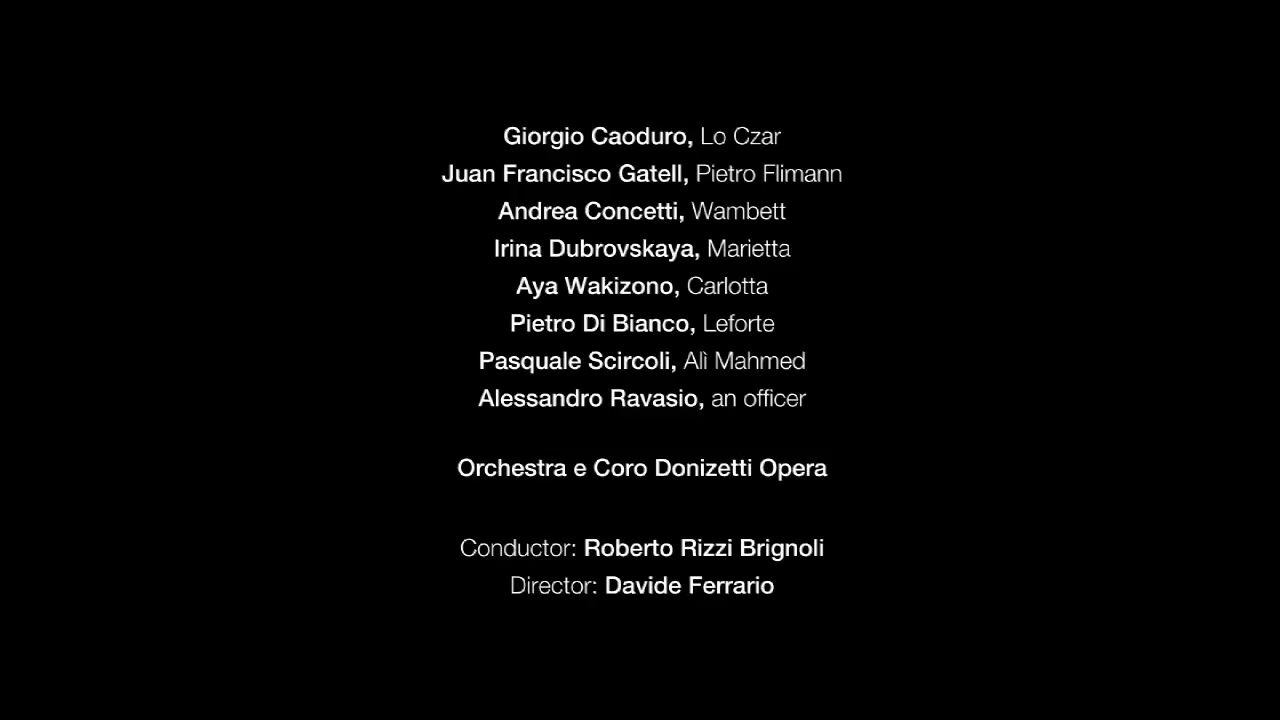 Giorgio Caoduro, Lo Czar
Juan Francisco Gatell, Pietro Flimann
Andrea Concetti, Wambett
Irina Dubrovskaya, Marietta
Aya Wakizono, Carlotta
Pietro Di Bianco, Leforte
Pasquale Scircoli, Alì Mahmed
Alessandro Ravasio, an officer
Orchestra e Coro Donizetti Opera
Conductor: Roberto Rizzi Brignoli
Director: Davide Ferrario